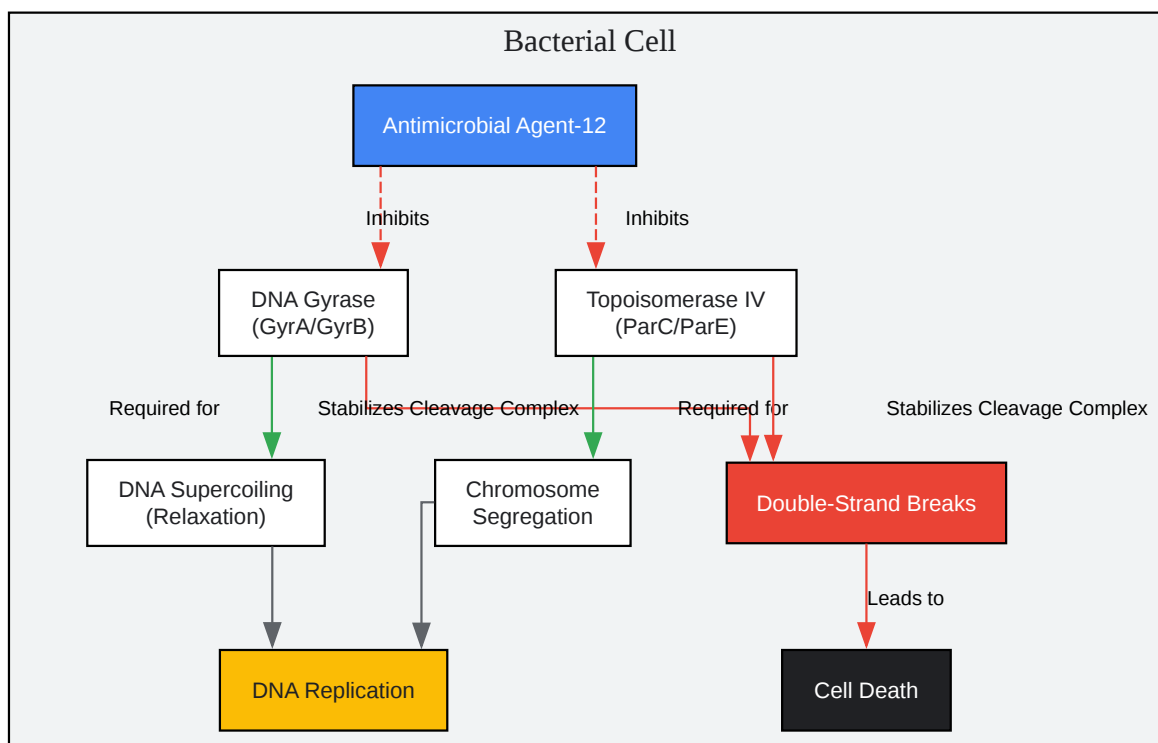 Bacterial Cell
Antimicrobial Agent-12
Inhibits
Inhibits
DNA Gyrase
(GyrA/GyrB)
Topoisomerase IV
(ParC/ParE)
Required for
Stabilizes Cleavage Complex
Required for
Stabilizes Cleavage Complex
DNA Supercoiling
(Relaxation)
Chromosome
Segregation
Double-Strand Breaks
Leads to
DNA Replication
Cell Death